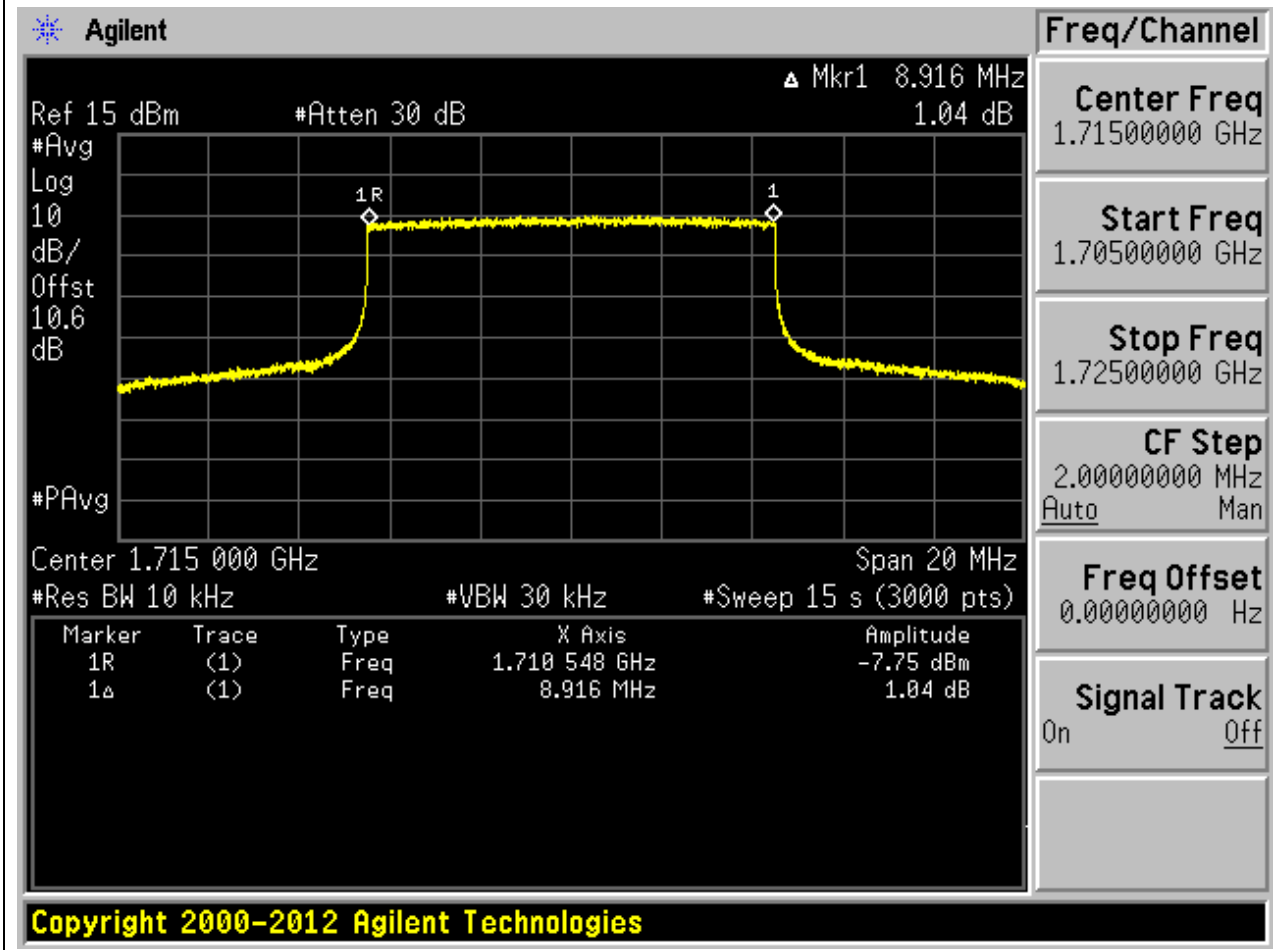 Agilent
Freq/Channel
Δ Mkr1 8.916 MHz
Ref 15 dBm #Atten 30 dB 1.04 dB
#Avg
Log
10
dB/
Offst
10.6
dB
#PAvg
1R
1
Center 1.715 000 GHz Span 20 MHz
#Res BW 10 kHz #VBW 30 kHz #Sweep 15 s (3000 pts)
Marker Trace Type X Axis Amplitude
1R (1) Freq 1.710 548 GHz -7.75 dBm
1Δ (1) Freq 8.916 MHz 1.04 dB
Center Freq
1.71500000 GHz
Start Freq
1.70500000 GHz
Stop Freq
1.72500000 GHz
CF Step
2.00000000 MHz
Auto Man
Freq Offset
0.00000000 Hz
Signal Track
On Off
Copyright 2000-2012 Agilent Technologies